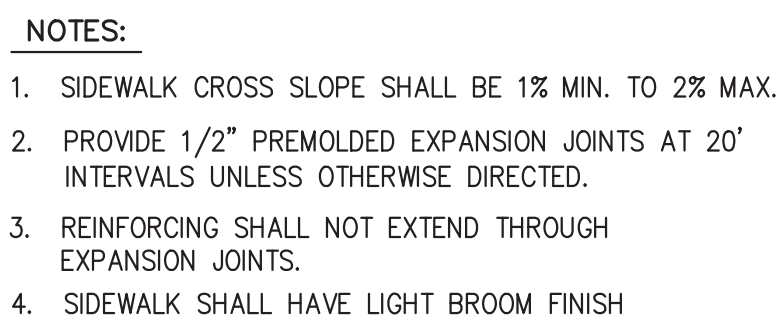 NOTES:
1. SIDEWALK CROSS SLOPE SHALL BE 1% MIN. TO 2% MAX.
2. PROVIDE 1/2" PREMOLDED EXPANSION JOINTS AT 20'
INTERVALS UNLESS OTHERWISE DIRECTED.
3. REINFORCING SHALL NOT EXTEND THROUGH
EXPANSION JOINTS.
4. SIDEWALK SHALL HAVE LIGHT BROOM FINISH